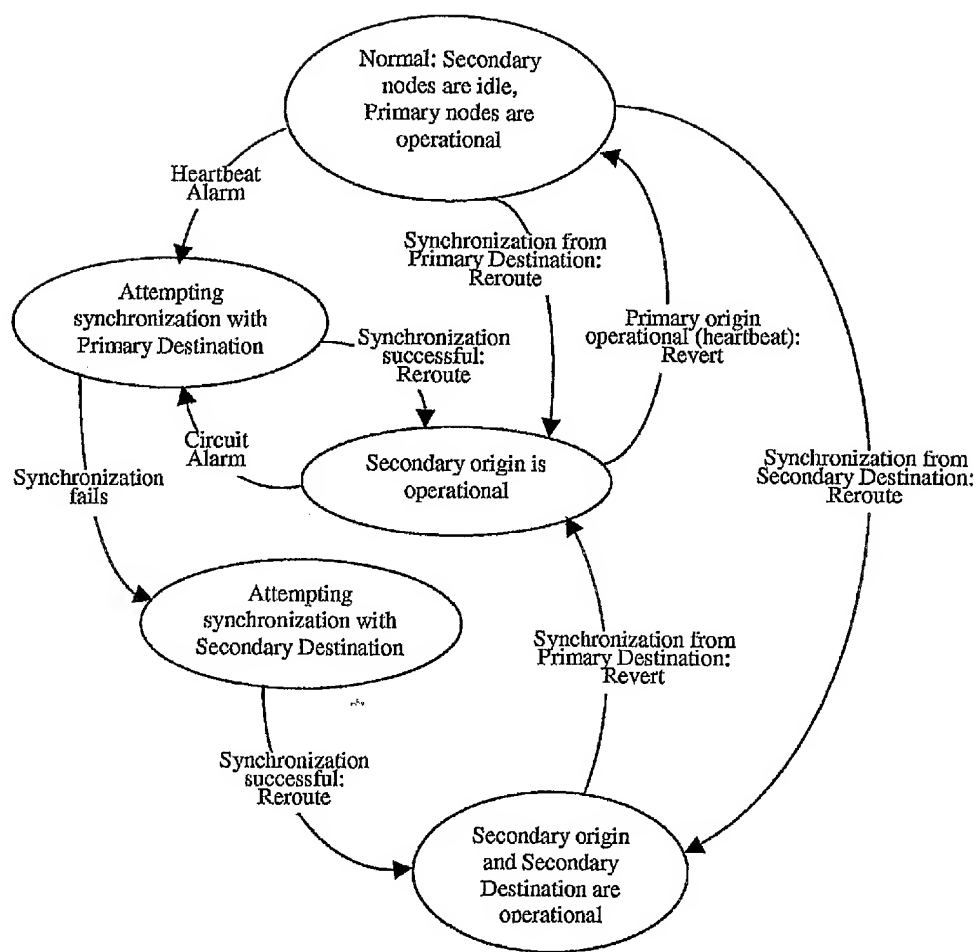 Normal: Secondary
nodes are idle,
Primary nodes are
operational
Heartbeat
Alarm
Synchronization from
Primary Destination:
Reroute
Attempting
synchronization with
Primary Destination
Primary origin
operational (heartbeat):
Revert
Synchronization
successful:
Reroute
Circuit
Alarm
Secondary origin is
operational
Synchronization
fails
Synchronization from
Secondary Destination:
Reroute
Attempting
synchronization with
Secondary Destination
Synchronization from
Primary Destination:
Revert
Synchronization
successful:
Reroute
Secondary origin
and Secondary
Destination are
operational